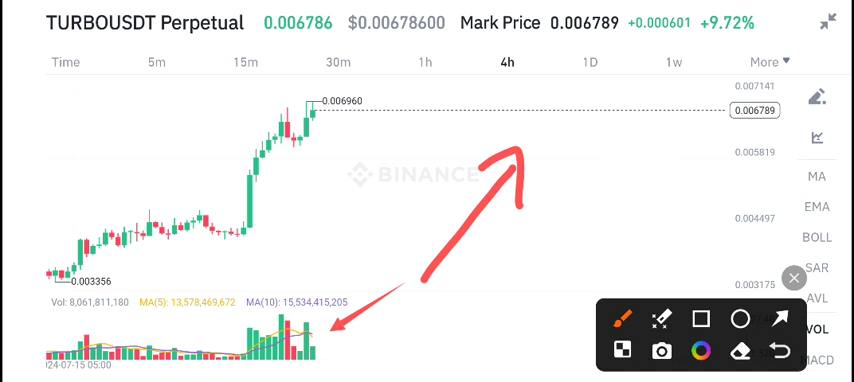 TURBOUSDT Perpetual 0.006786 $0.00678600 Mark Price 0.006789 +0.000601 +9.72%
Time 5m 15m 30m 1h 4h 1D 1w More
0.007141
0.006960
0.006789
0.005819
BINANCE
MA
EMA
0.004497
BOLL
SAR
0.003356
0.003175
AVL
Vol: 8,061,811,180 MA(5): 13,578,469,672 MA(10): 15,534,415,205
VOL
MACD
024-07-15 05:00